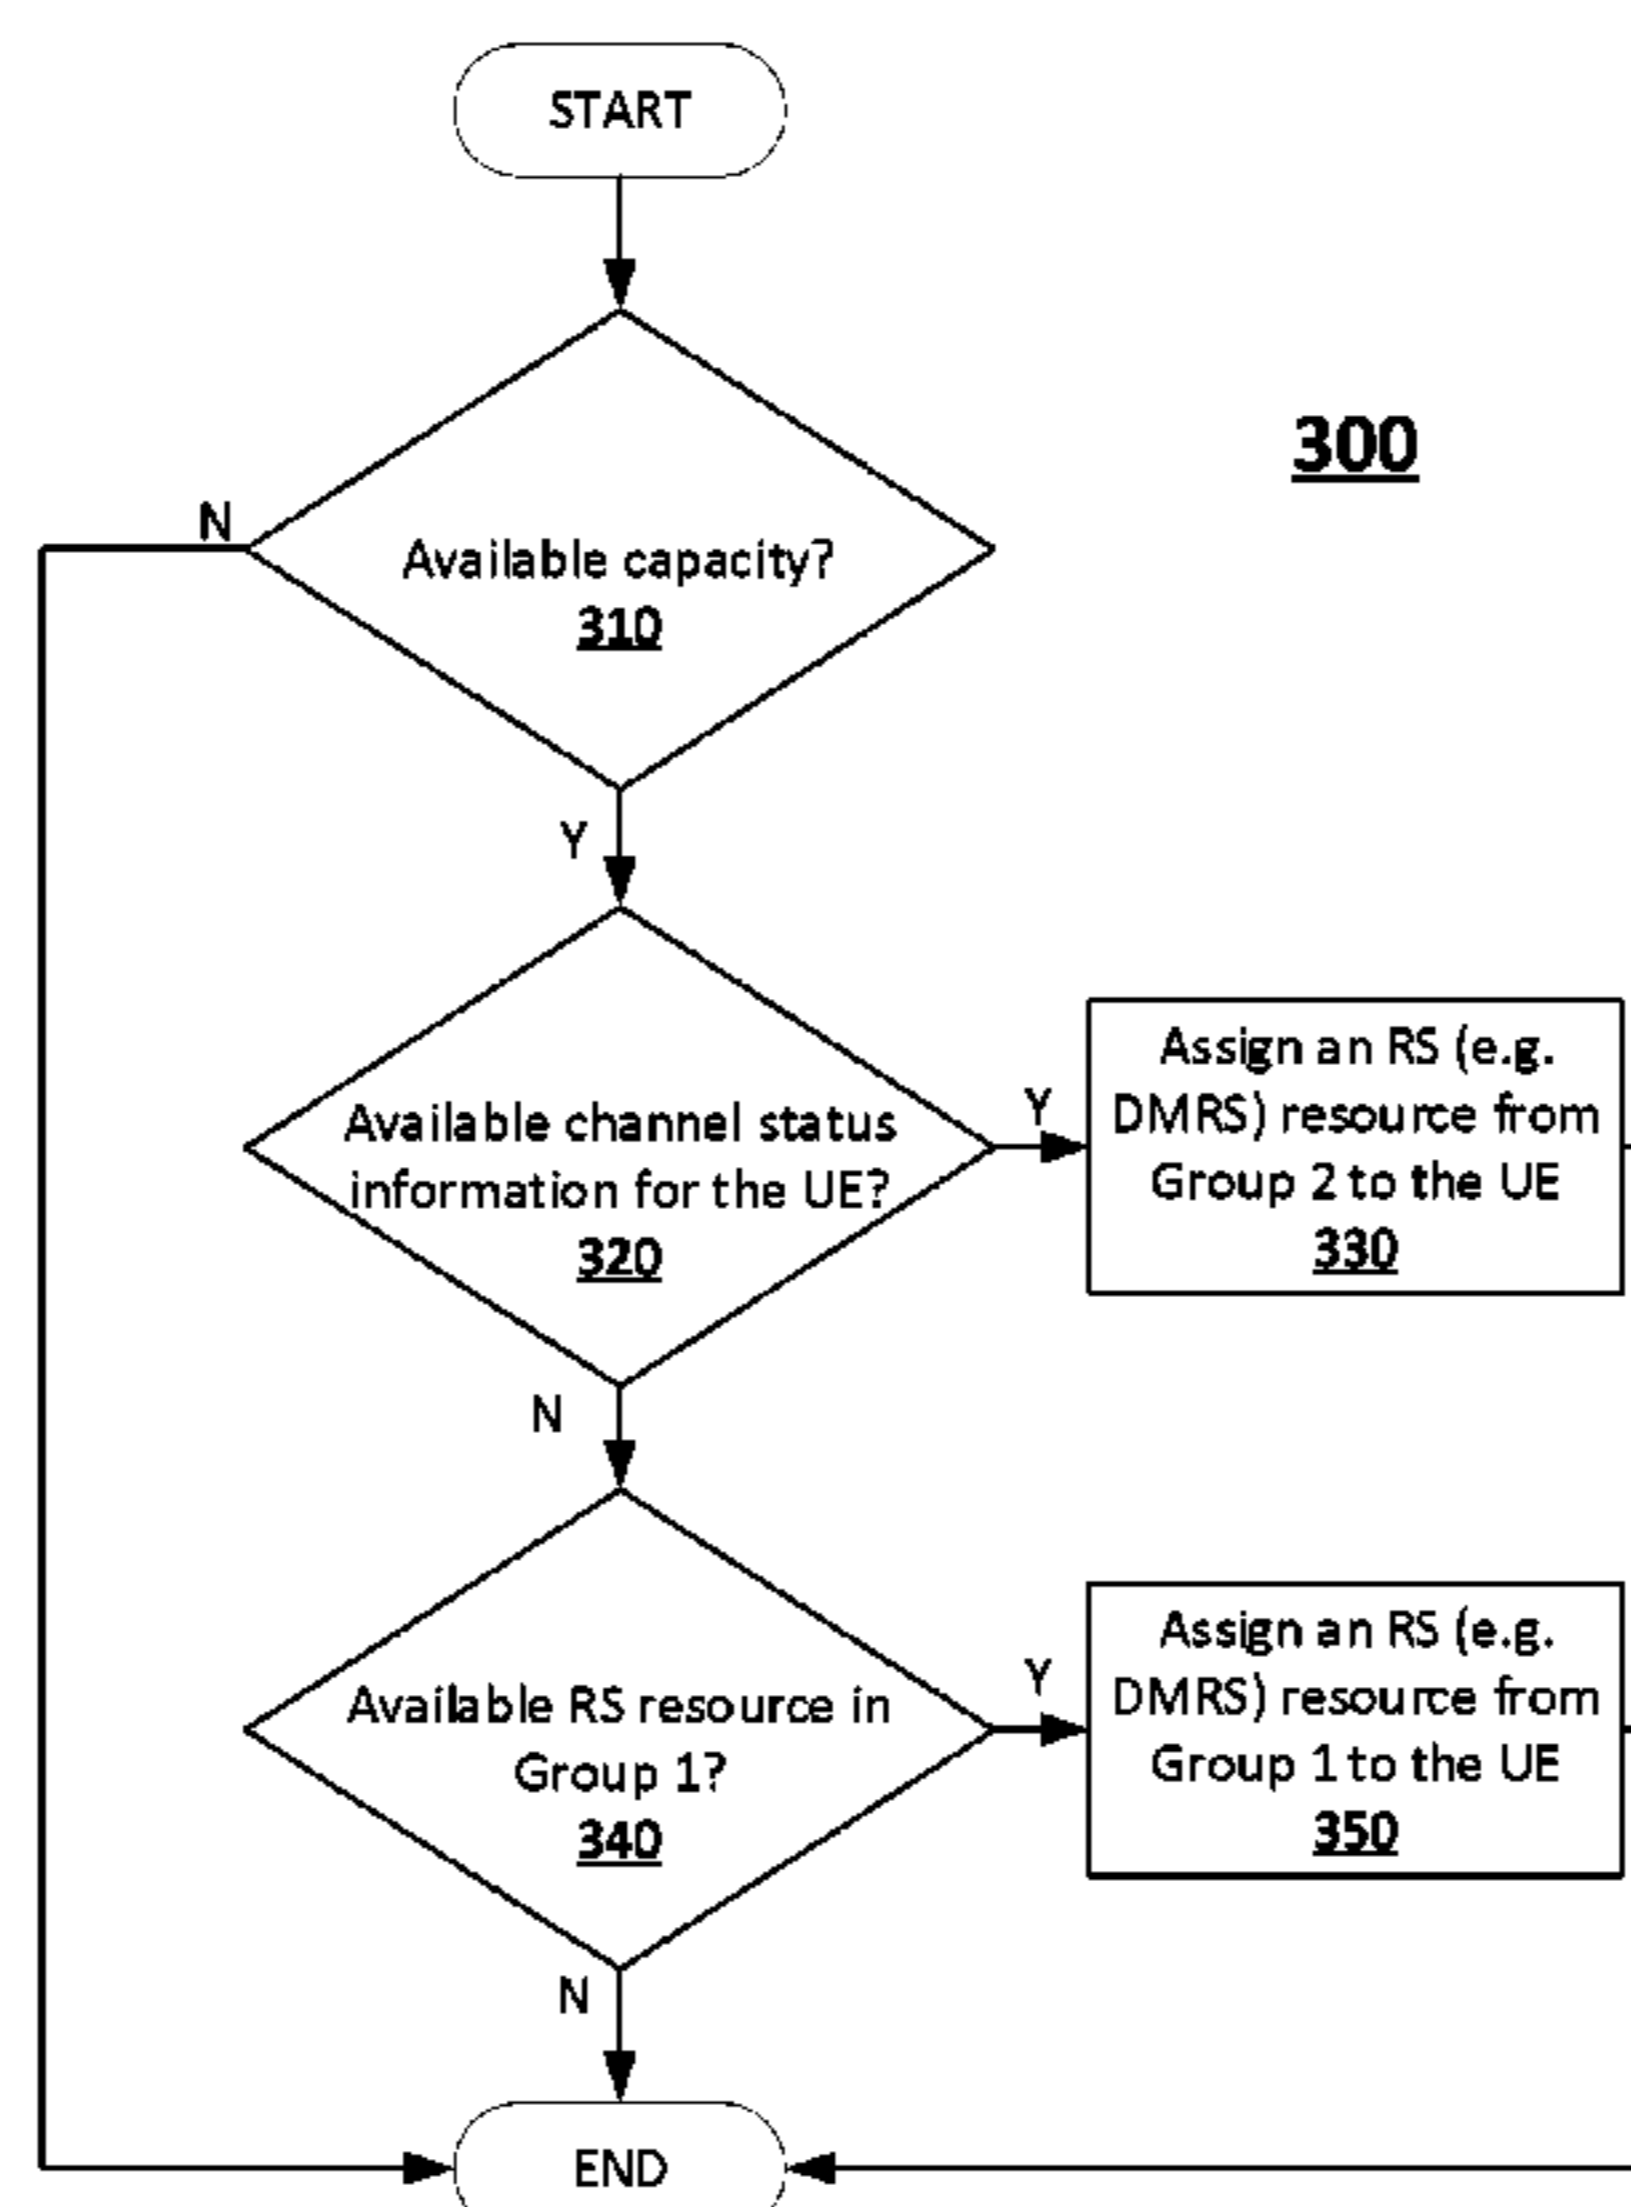 START
300
N
Available capacity?
310
Y
Available channel status
information for the UE?
320
Y
Assign an RS (e.g.
DMRS) resource from
Group 2 to the UE
330
N
Available RS resource in
Group 1?
340
Y
Assign an RS (e.g.
DMRS) resource from
Group 1 to the UE
350
N
END